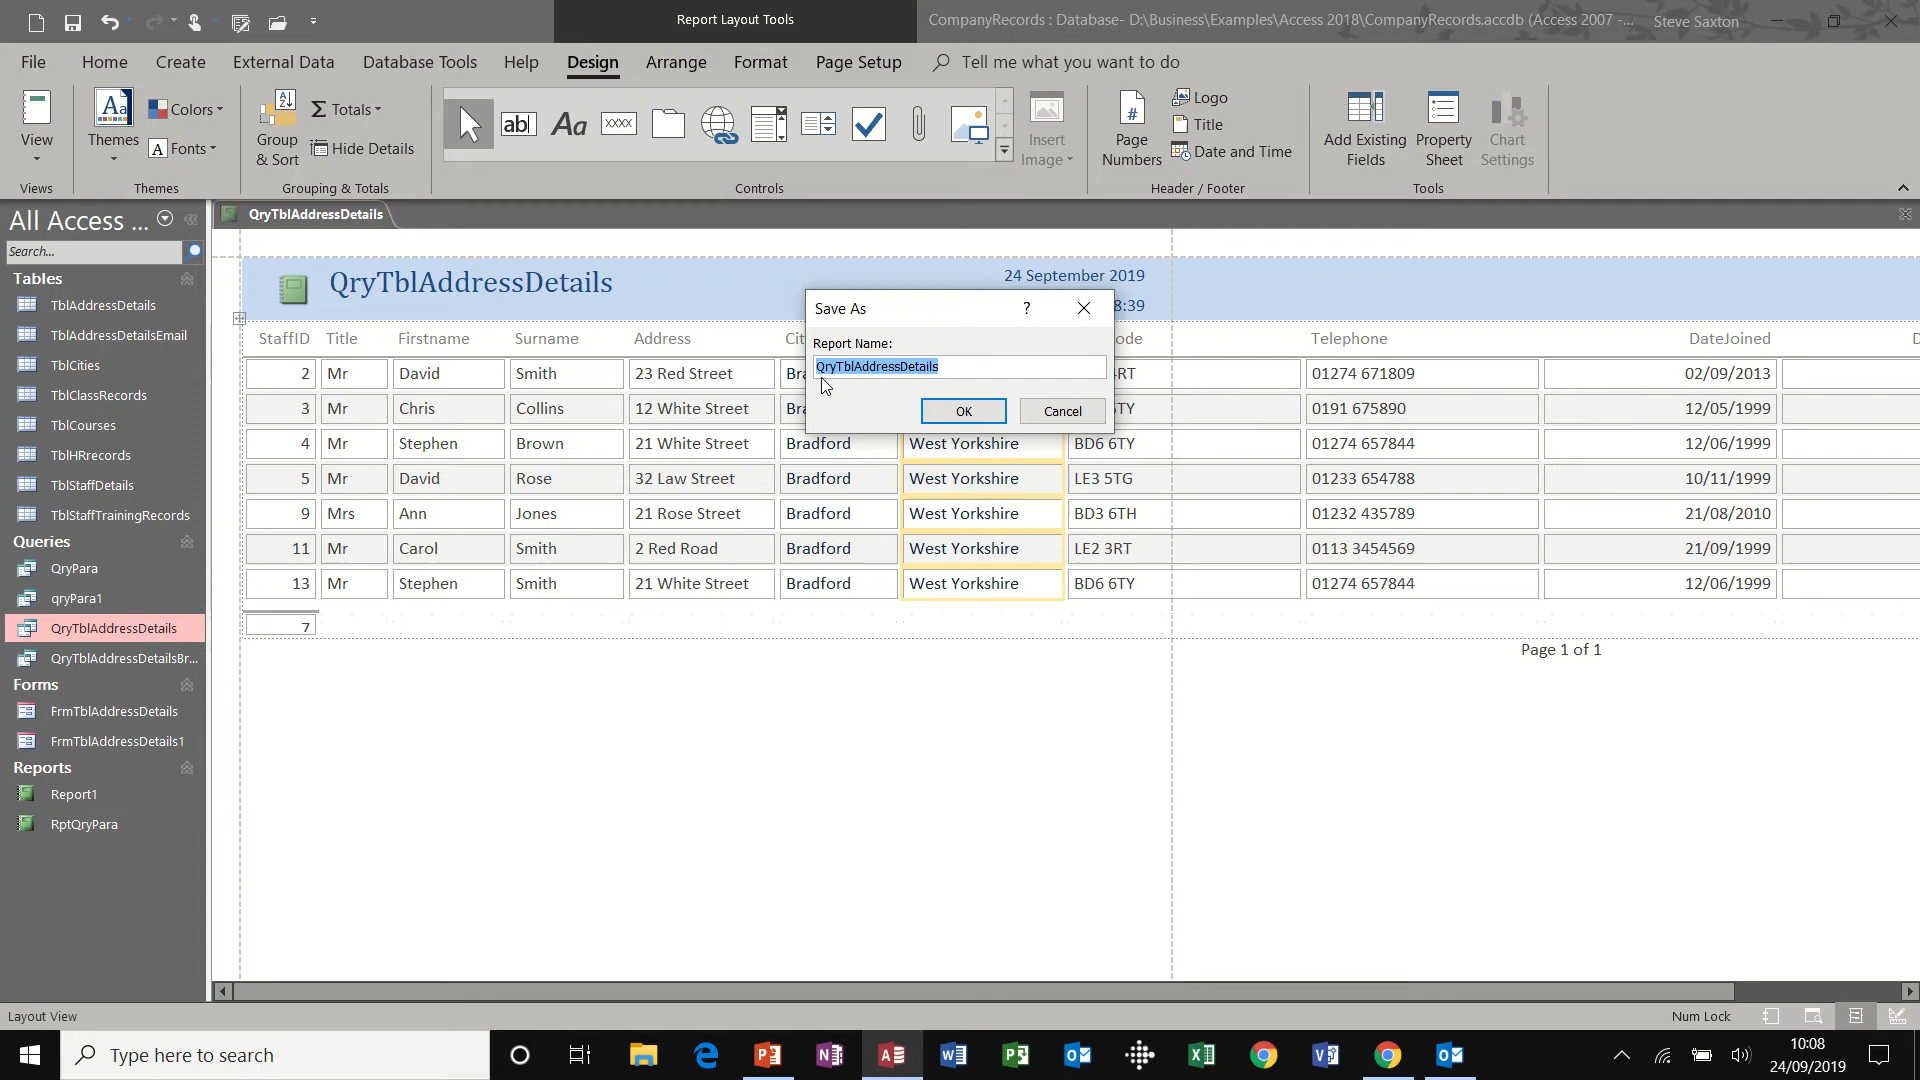 Report Layout Tools
CompanyRecords : Database- D:\Business\Examples\Access 2018\CompanyRecords.accdb (Access 2007 -...
Steve Saxton
File Home Create External Data Database Tools Help Design Arrange Format Page Setup Tell me what you want to do
View
Views
Themes
Colors
Fonts
Themes
Group & Sort
Totals
Hide Details
Grouping & Totals
ab|
Aa
XXXX
Controls
Insert Image
Page Numbers
Logo
Title
Date and Time
Header / Footer
Add Existing Fields
Property Sheet
Chart Settings
Tools
All Access ...
Search...
Tables
TblAddressDetails
TblAddressDetailsEmail
TblCities
TblClassRecords
TblCourses
TblHRrecords
TblStaffDetails
TblStaffTrainingRecords
Queries
QryPara
qryPara1
QryTblAddressDetails
QryTblAddressDetailsBr...
Forms
FrmTblAddressDetails
FrmTblAddressDetails1
Reports
Report1
RptQryPara
QryTblAddressDetails
QryTblAddressDetails
24 September 2019
8:39
StaffID Title Firstname Surname Address Cit ode Telephone DateJoined D
2 Mr David Smith 23 Red Street Bra 4RT 01274 671809 02/09/2013
3 Mr Chris Collins 12 White Street Bra 5TY 0191 675890 12/05/1999
4 Mr Stephen Brown 21 White Street Bradford West Yorkshire BD6 6TY 01274 657844 12/06/1999
5 Mr David Rose 32 Law Street Bradford West Yorkshire LE3 5TG 01233 654788 10/11/1999
9 Mrs Ann Jones 21 Rose Street Bradford West Yorkshire BD3 6TH 01232 435789 21/08/2010
11 Mr Carol Smith 2 Red Road Bradford West Yorkshire LE2 3RT 0113 3454569 21/09/1999
13 Mr Stephen Smith 21 White Street Bradford West Yorkshire BD6 6TY 01274 657844 12/06/1999
7
Page 1 of 1
Save As
?
Report Name:
QryTblAddressDetails
OK Cancel
Layout View
Num Lock
Type here to search
10:08
24/09/2019